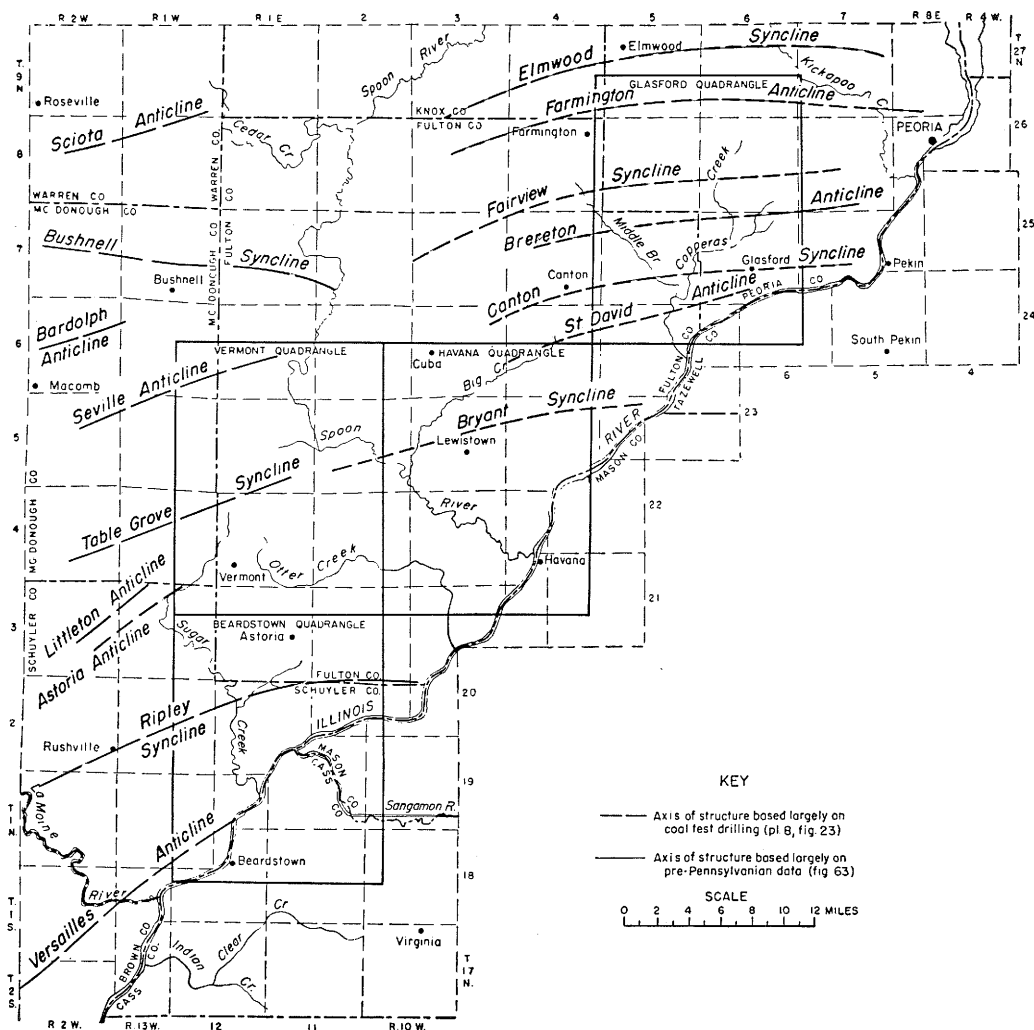 R 2 W
R 1 W
R 1 E
2
3
4
5
6
7
R 8 E
R 4 W.
T. 9 N
T 27 N
Roseville
Sciota Anticline
Cedar Cr
Spoon River
KNOX CO
FULTON CO
Elmwood Syncline
Elmwood
GLASFORD QUADRANGLE
Kickapoo Cr
Farmington Anticline
Farmington
PEORIA
26
8
WARREN CO.
FULTON CO
WARREN CO
MC DONOUGH CO
Fairview Syncline
Creek
Brereton Anticline
25
7
Bushnell Syncline
Bushnell
MC DONOUGH CO
FULTON CO
Middle Br
Copperas
Glasford
Canton
Canton Syncline
Pekin
St David Anticline
PEORIA CO
24
Bardolph Anticline
6
Macomb
VERMONT QUADRANGLE
HAVANA QUADRANGLE
Cuba
Big Cr
FULTON CO
TAZEWELL CO
South Pekin
6
5
4
Seville Anticline
Bryant Syncline
23
5
Spoon
Lewistown
RIVER
MASON CO
Table Grove Syncline
River
22
MC DONOUGH CO
SCHUYLER CO
4
Vermont
Otter Creek
Havana
21
Littleton Anticline
Astoria Anticline
3
BEARDSTOWN QUADRANGLE
Astoria
Sugar
Creek
FULTON CO.
SCHUYLER CO.
20
2
Ripley Syncline
ILLINOIS
Rushville
MASON CO
CASS CO
19
Sangamon R.
La Moine
River
T I N.
Anticline
Beardstown
18
Versailles
T I S.
BROWN CO
CASS CO.
Indian Cr.
Clear Cr
Virginia
T 17 N.
T 2 S.
R 2 W.
R. 13 W.
12
11
R. 10 W.
KEY
Axis of structure based largely on
coal test drilling (pl 8, fig. 23)
Axis of structure based largely on
pre-Pennsylvanian data (fig 63)
SCALE
0 2 4 6 8 10 12 MILES